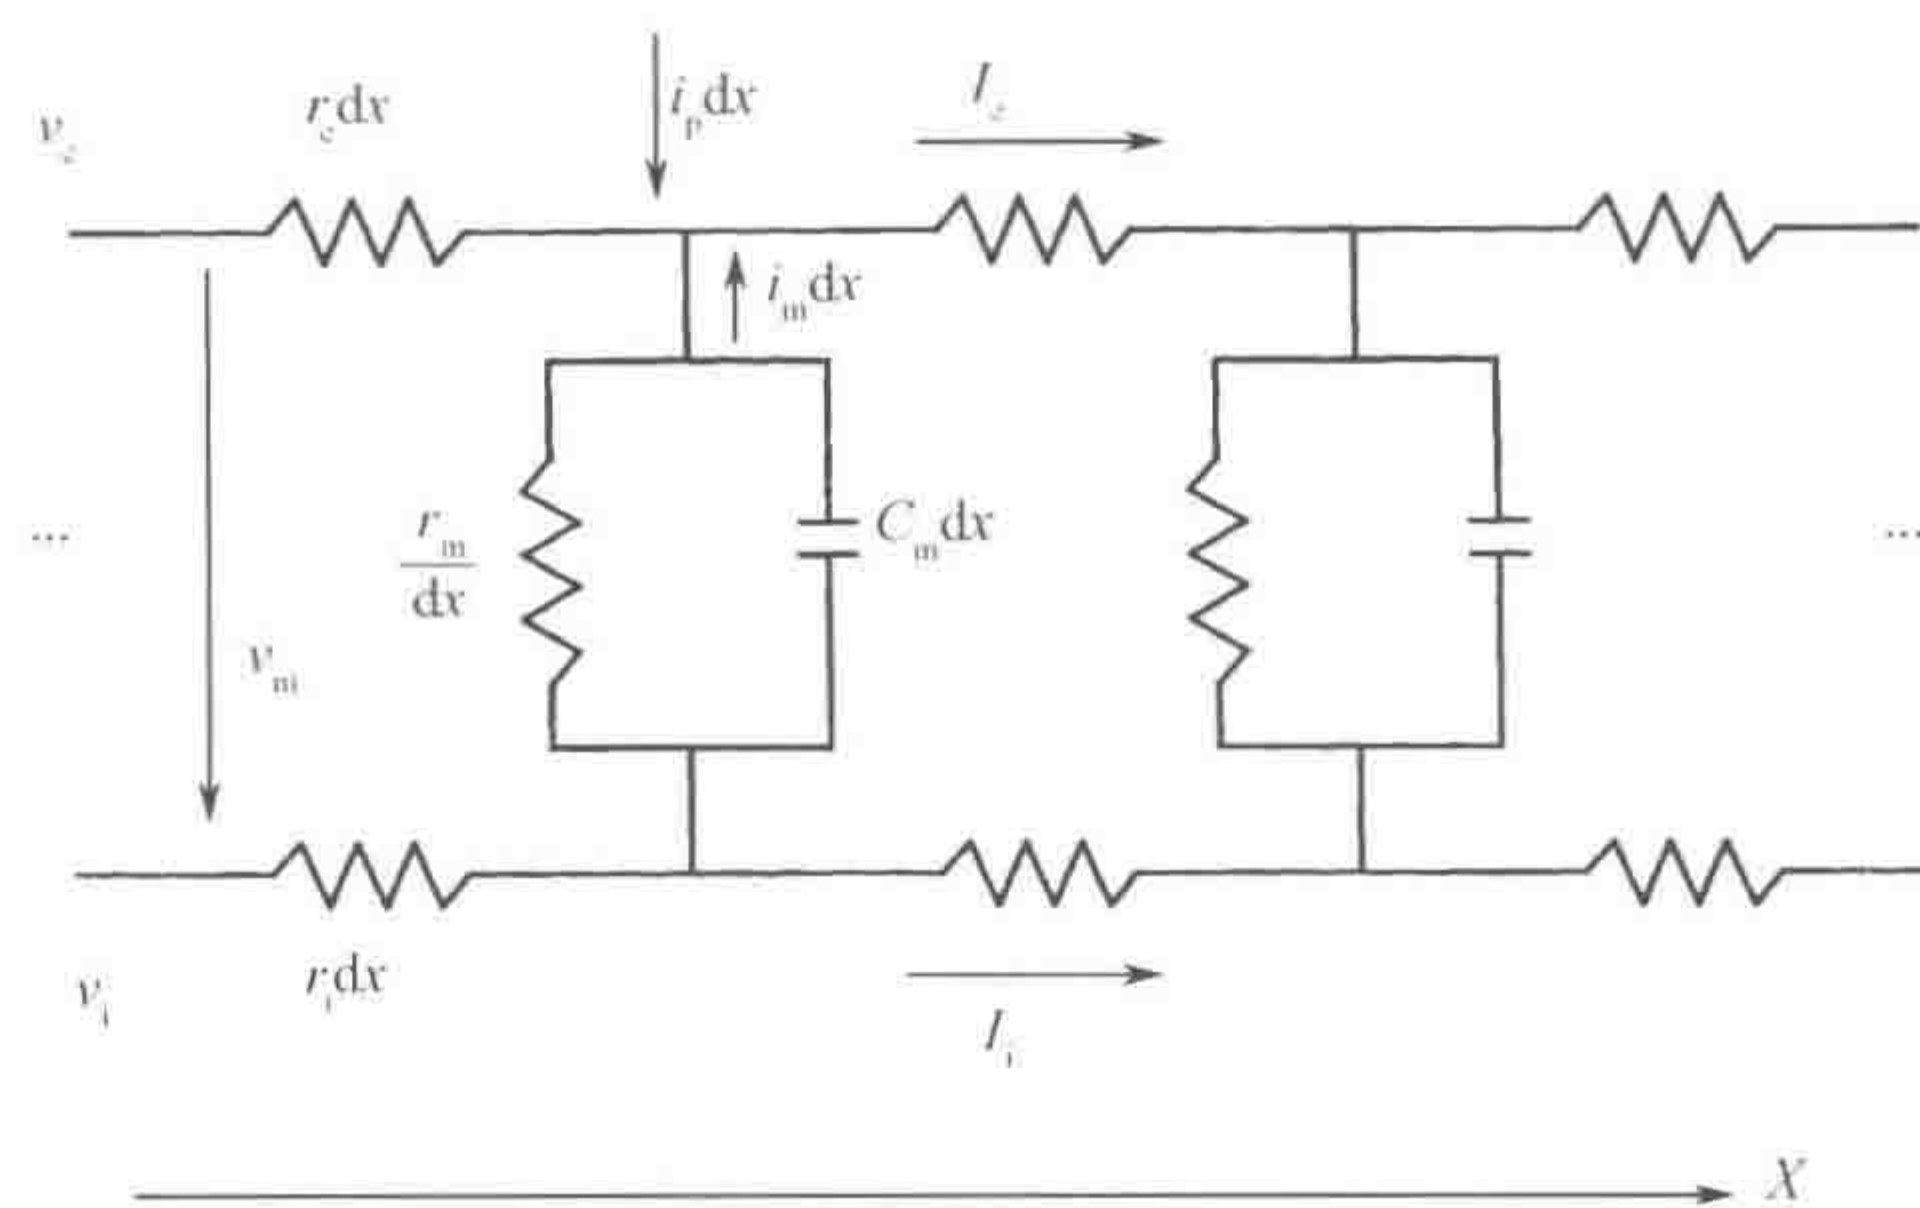 v_e
r_e dx
i_p dx
I_e
i_m dx
...
r_m
dx
C_m dx
...
v_m
v_i
r_i dx
I_i
X